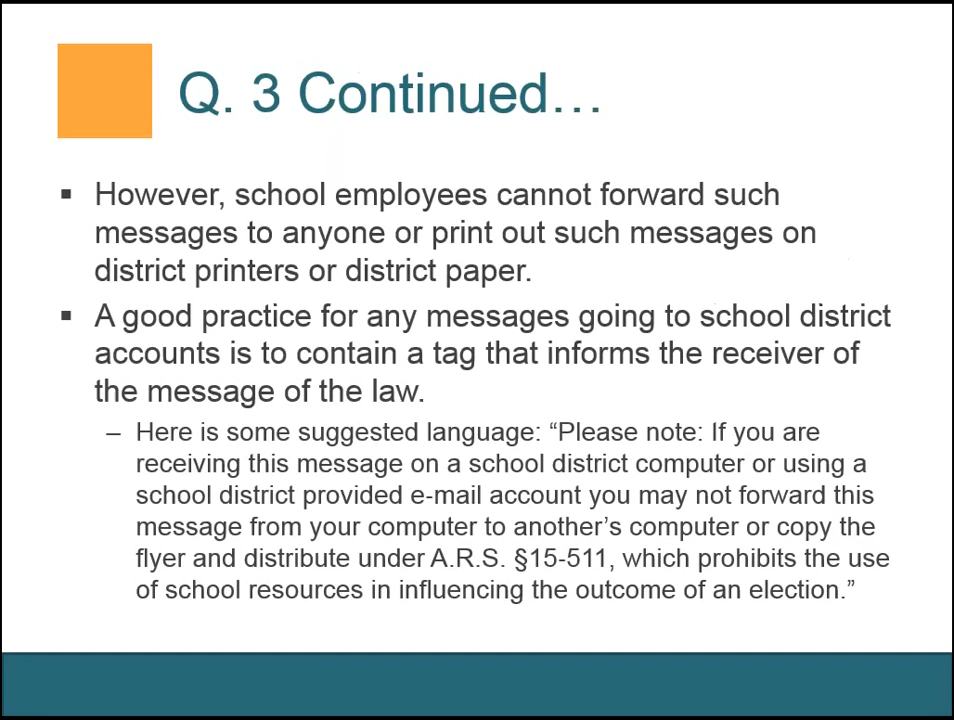 Q. 3 Continued…
▪ However, school employees cannot forward such
messages to anyone or print out such messages on
district printers or district paper.
▪ A good practice for any messages going to school district
accounts is to contain a tag that informs the receiver of
the message of the law.
– Here is some suggested language: “Please note: If you are
receiving this message on a school district computer or using a
school district provided e-mail account you may not forward this
message from your computer to another’s computer or copy the
flyer and distribute under A.R.S. §15-511, which prohibits the use
of school resources in influencing the outcome of an election.”